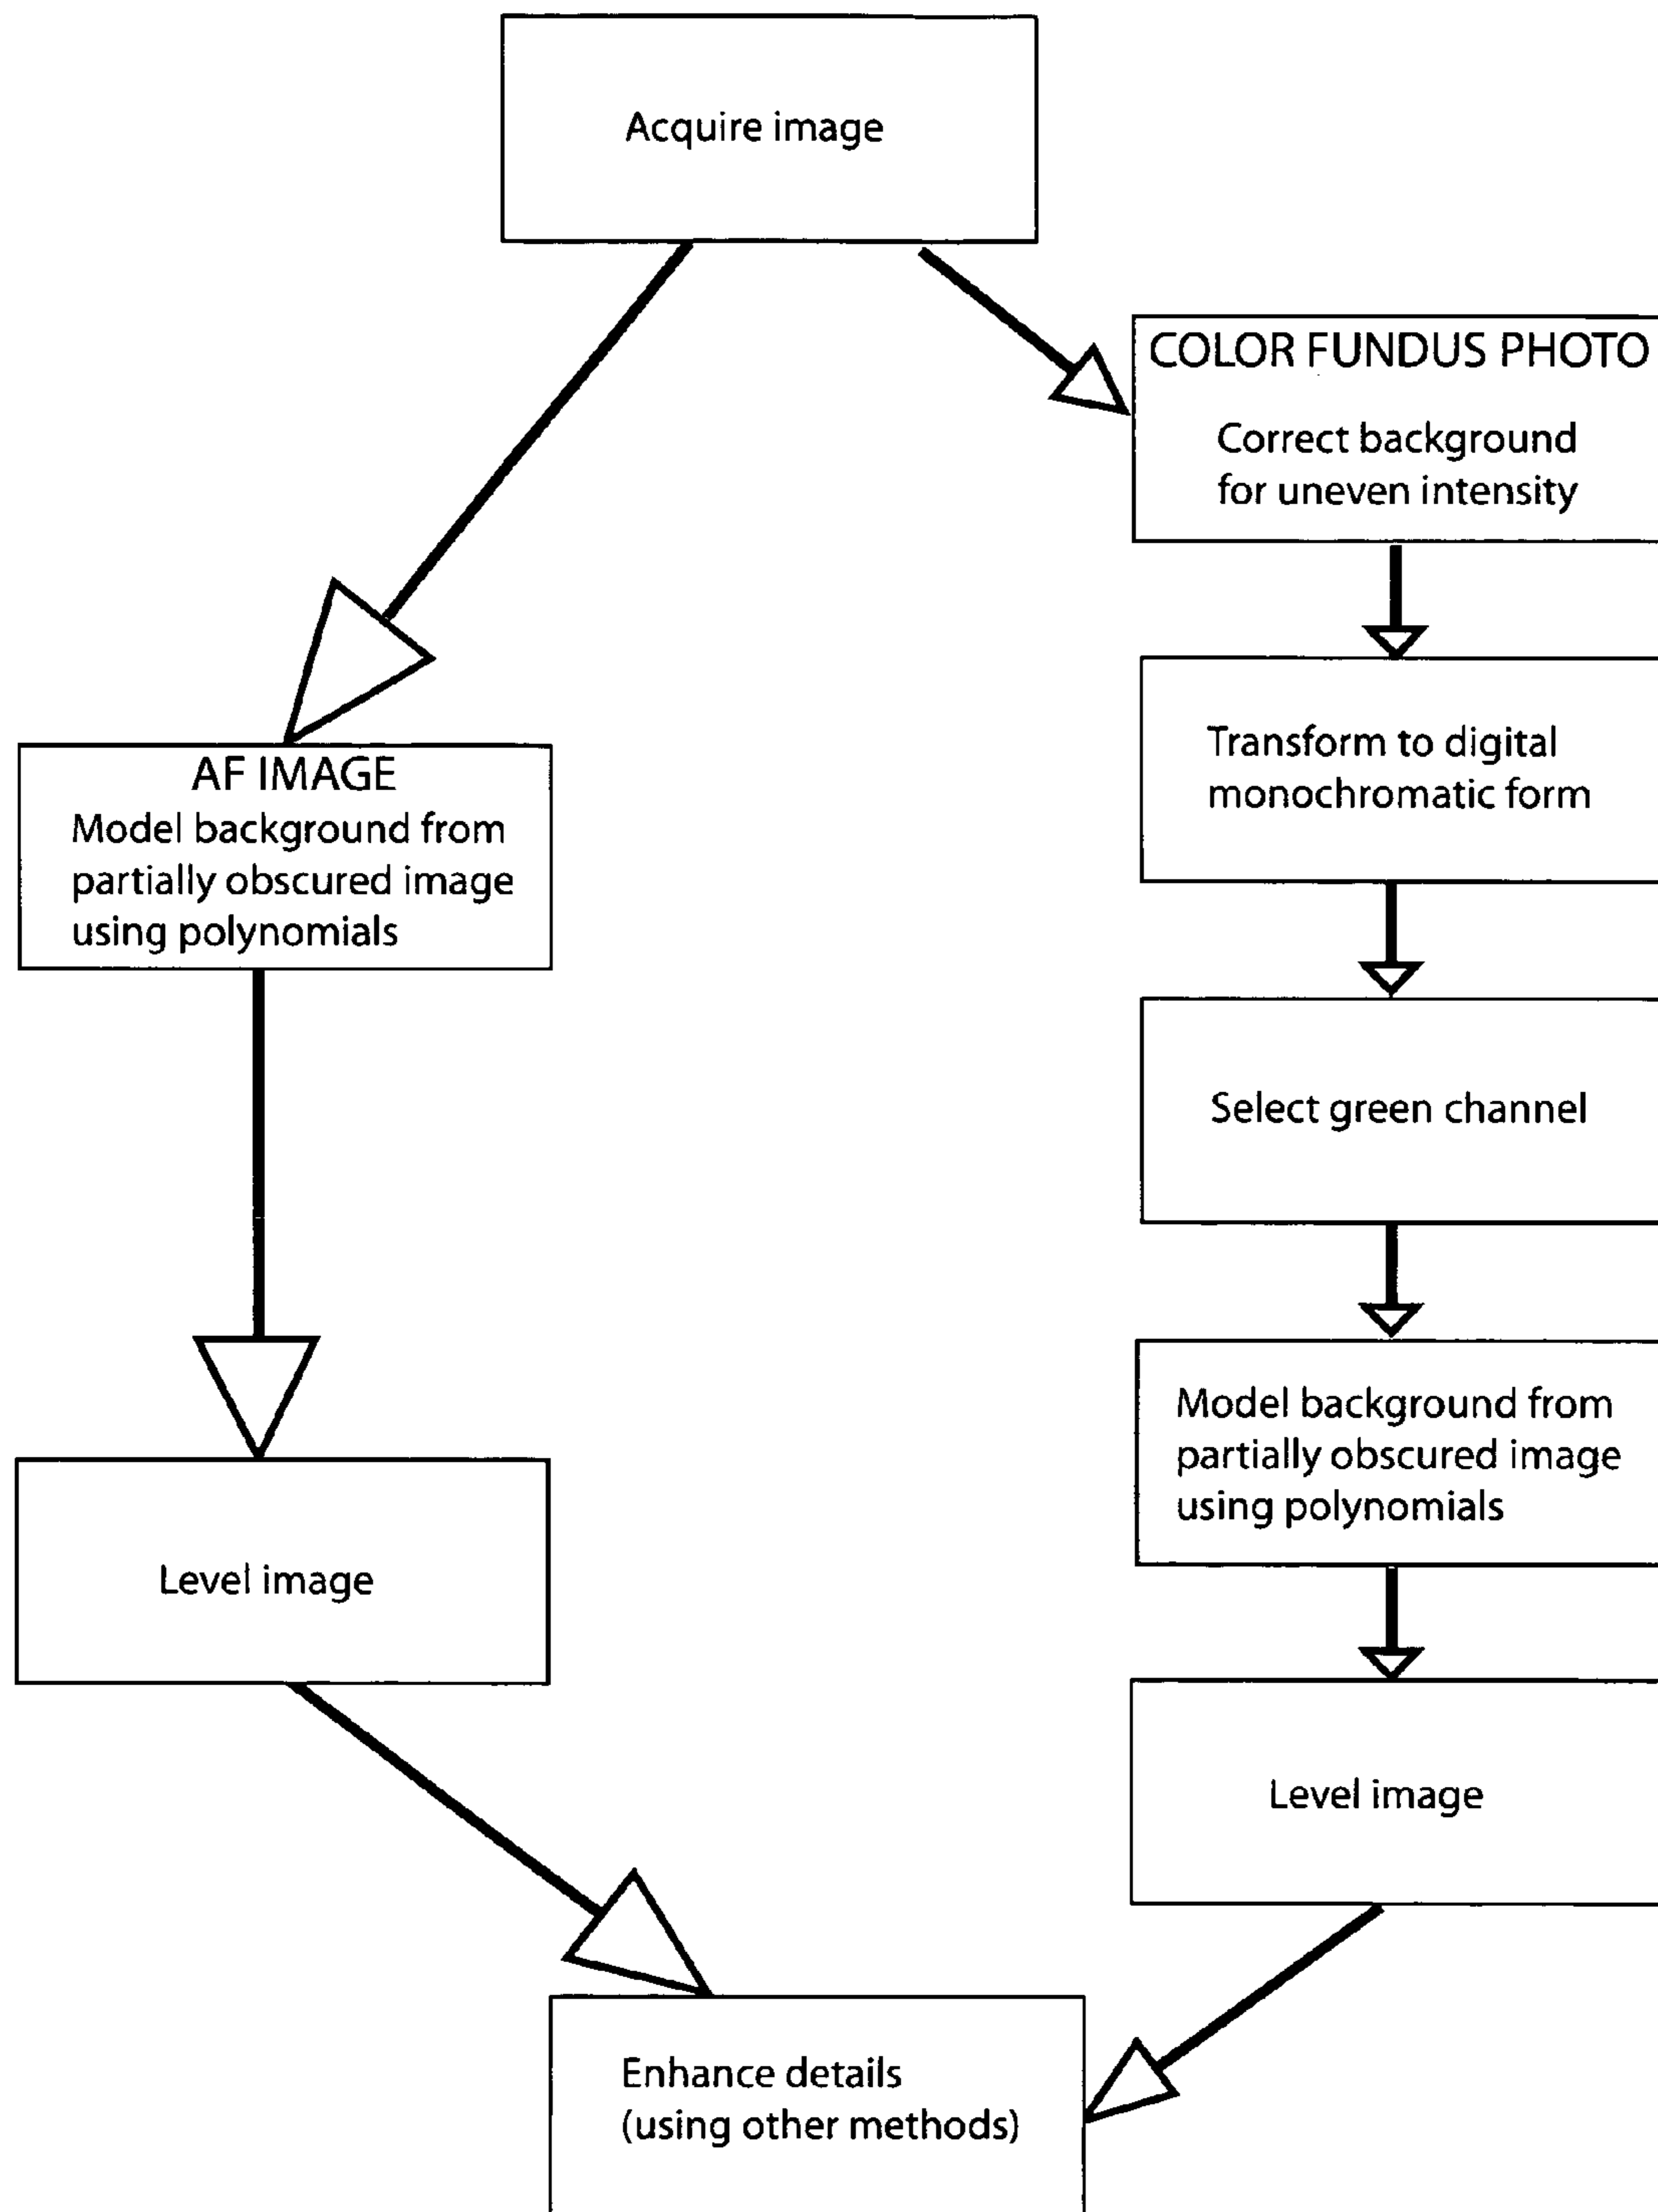 Acquire image
COLOR FUNDUS PHOTO
Correct background
for uneven intensity
Transform to digital
monochromatic form
AF IMAGE
Model background from
partially obscured image
using polynomials
Select green channel
Model background from
partially obscured image
using polynomials
Level image
Level image
Enhance details
(using other methods)